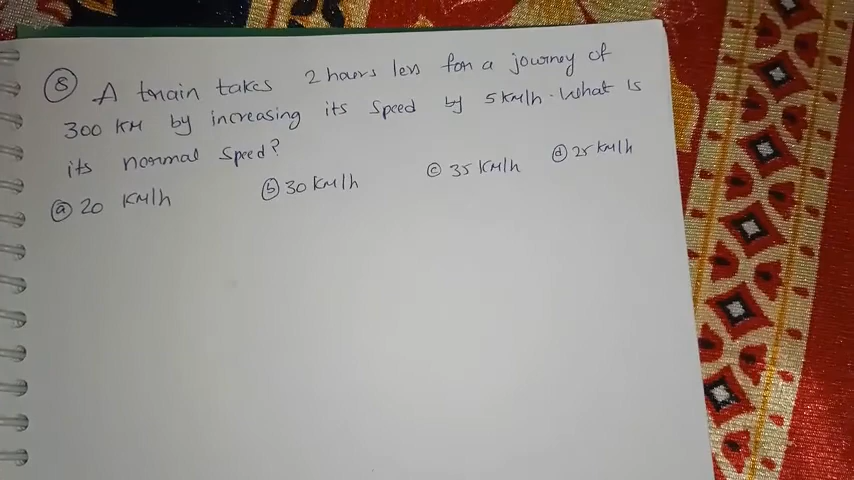 8 A train takes 2 hours less for a journey of
300 KM by increasing its speed by 5 KM/h. What is
its normal speed?
a 20 KM/h b 30 KM/h c 35 KM/h d 25 KM/h